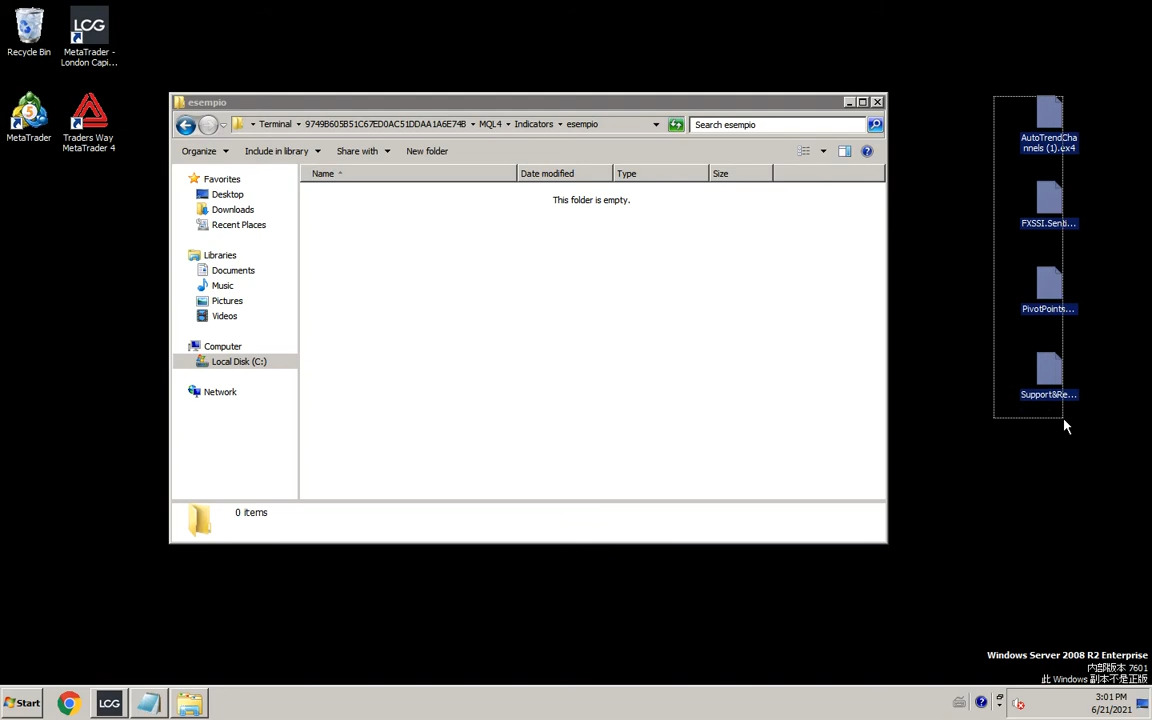 Recycle Bin
LCG
MetaTrader -
London Capi...
5
MetaTrader
Traders Way
MetaTrader 4
esempio
Terminal
9749B605B51C67ED0AC51DDAA1A6E74B
MQL4
Indicators
esempio
Search esempio
Organize
Include in library
Share with
New folder
Name
Date modified
Type
Size
This folder is empty.
Favorites
Desktop
Downloads
Recent Places
Libraries
Documents
Music
Pictures
Videos
Computer
Local Disk (C:)
Network
0 items
AutoTrendCha
nnels (1).ex4
FXSSI.Senti...
PivotPoints...
Support&Re...
Windows Server 2008 R2 Enterprise
内部版本 7601
此 Windows 副本不是正版
Start
LCG
3:01 PM
6/21/2021